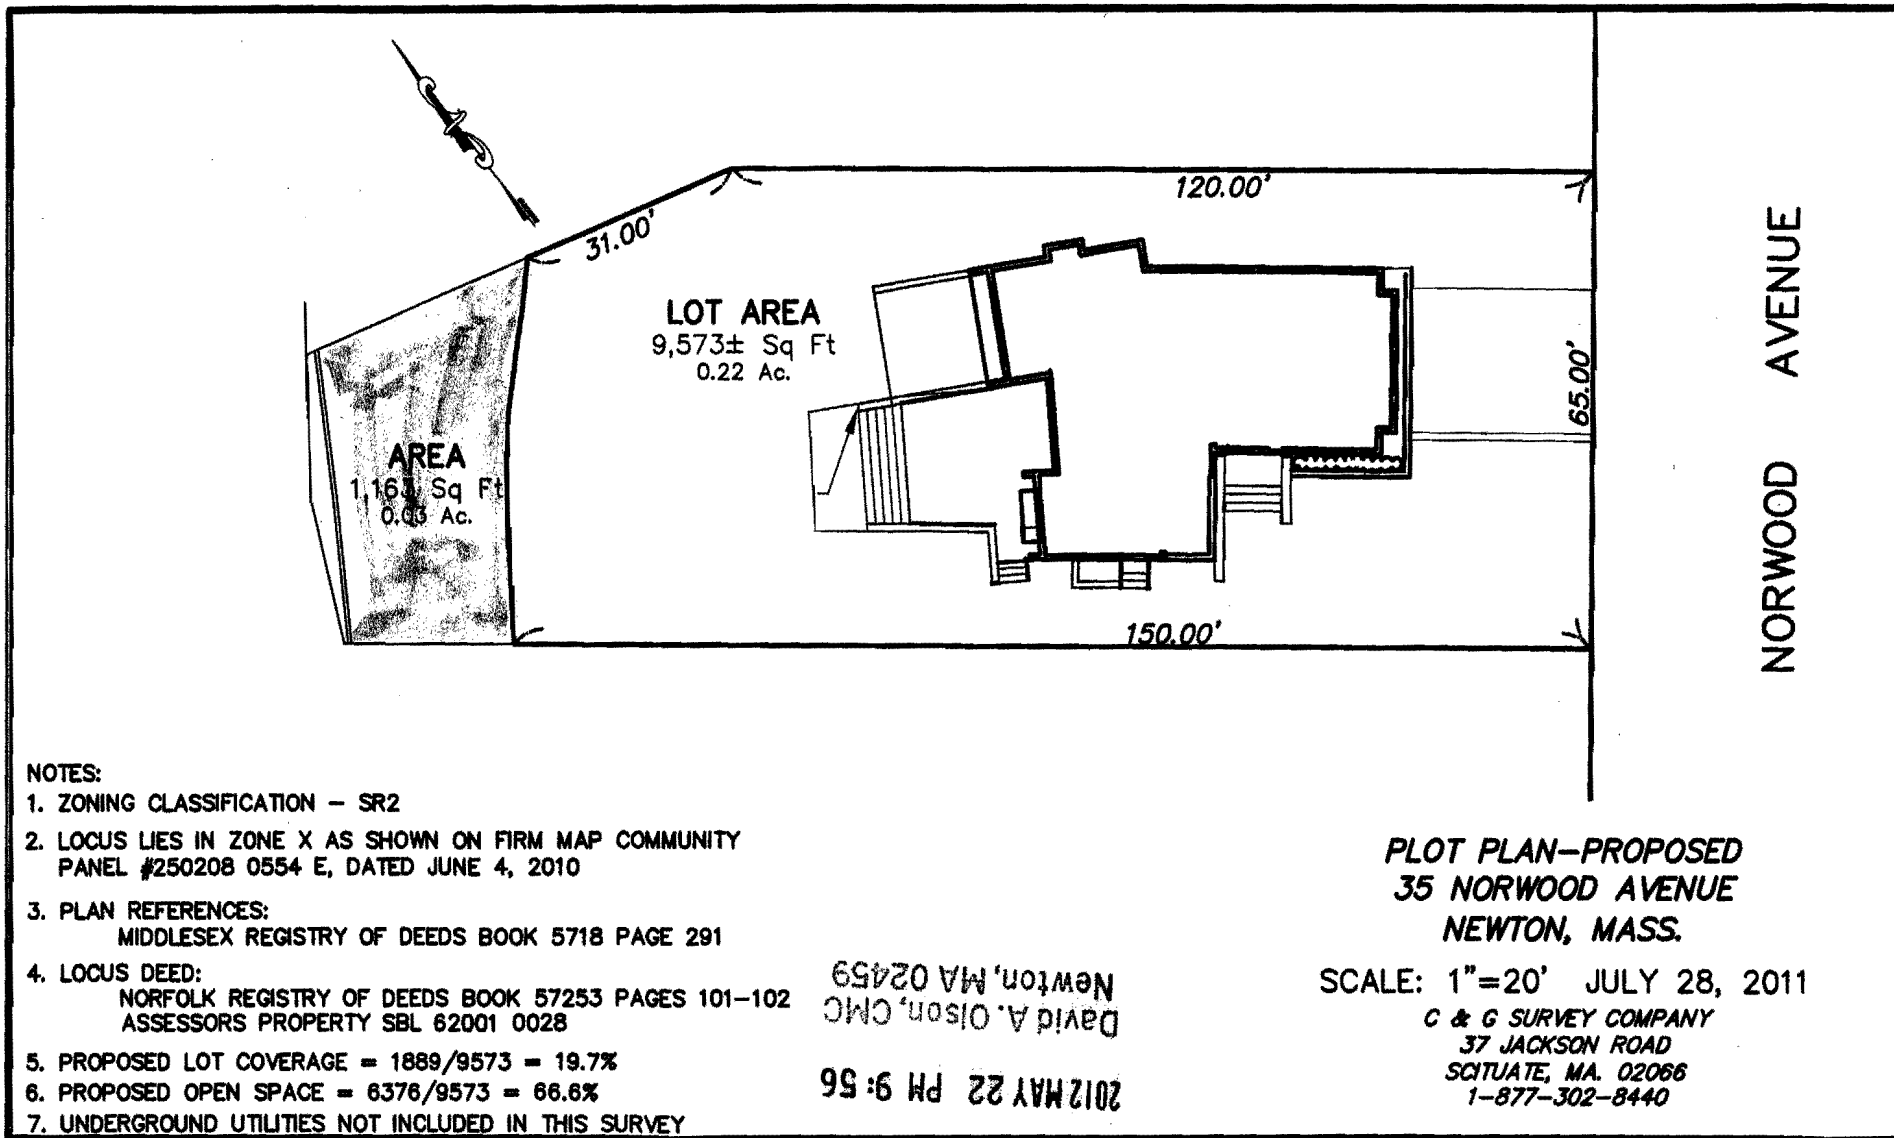 120.00'
31.00'
LOT AREA
9,573± Sq Ft
0.22 Ac.
65.00'
NORWOOD AVENUE
AREA
1,163 Sq Ft
0.03 Ac.
150.00'
NOTES:
1. ZONING CLASSIFICATION – SR2
2. LOCUS LIES IN ZONE X AS SHOWN ON FIRM MAP COMMUNITY
PANEL #250208 0554 E, DATED JUNE 4, 2010
3. PLAN REFERENCES:
MIDDLESEX REGISTRY OF DEEDS BOOK 5718 PAGE 291
4. LOCUS DEED:
NORFOLK REGISTRY OF DEEDS BOOK 57253 PAGES 101–102
ASSESSORS PROPERTY SBL 62001 0028
5. PROPOSED LOT COVERAGE = 1889/9573 = 19.7%
6. PROPOSED OPEN SPACE = 6376/9573 = 66.6%
7. UNDERGROUND UTILITIES NOT INCLUDED IN THIS SURVEY
2012 MAY 22 PM 9:56
David A. Olson, CMC
Newton, MA 02459
PLOT PLAN–PROPOSED
35 NORWOOD AVENUE
NEWTON, MASS.
SCALE: 1"=20' JULY 28, 2011
C & G SURVEY COMPANY
37 JACKSON ROAD
SCITUATE, MA. 02066
1–877–302–8440